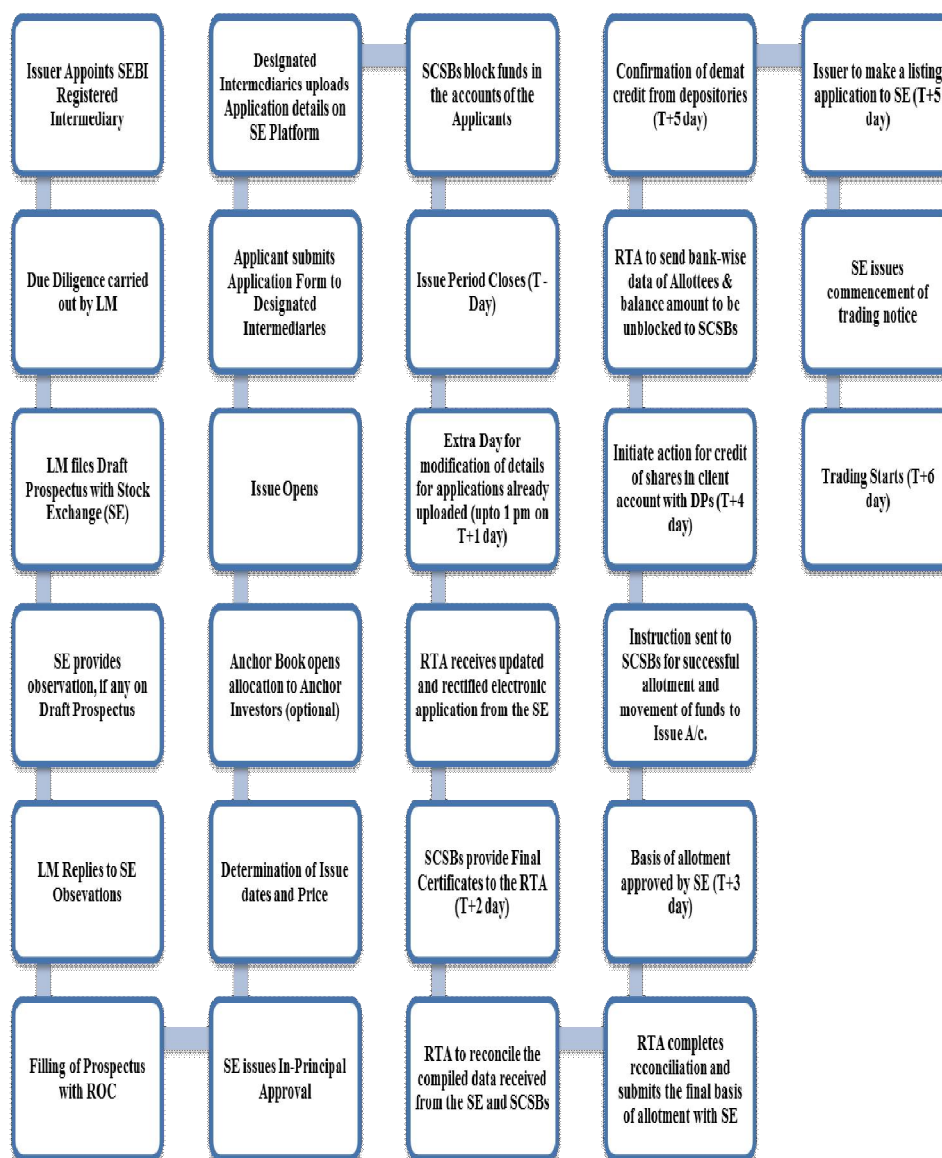 Issuer Appoints SEBI
Registered
Intermediary
Due Diligence carried
out by LM
LM files Draft
Prospectus with Stock
Exchange (SE)
SE provides
observation, if any on
Draft Prospectus
LM Replies to SE
Obsevations
Filling of Prospectus
with ROC
SE issues In-Principal
Approval
Determination of Issue
dates and Price
Anchor Book opens
allocation to Anchor
Investors (optional)
Issue Opens
Applicant submits
Application Form to
Designated
Intermediaries
Designated
Intermediaries uploads
Application details on
SE Platform
SCSBs block funds in
the accounts of the
Applicants
Issue Period Closes (T -
Day)
Extra Day for
modification of details
for applications already
uploaded (upto 1 pm on
T+1 day)
RTA receives updated
and rectified electronic
application from the SE
SCSBs provide Final
Certificates to the RTA
(T+2 day)
RTA to reconcile the
compiled data received
from the SE and SCSBs
RTA completes
reconciliation and
submits the final basis
of allotment with SE
Basis of allotment
approved by SE (T+3
day)
Instruction sent to
SCSBs for successful
allotment and
movement of funds to
Issue A/c.
Initiate action for credit
of shares in client
account with DPs (T+4
day)
RTA to send bank-wise
data of Allottees &
balance amount to be
unblocked to SCSBs
Confirmation of demat
credit from depositories
(T+5 day)
Issuer to make a listing
application to SE (T+5
day)
SE issues
commencement of
trading notice
Trading Starts (T+6
day)